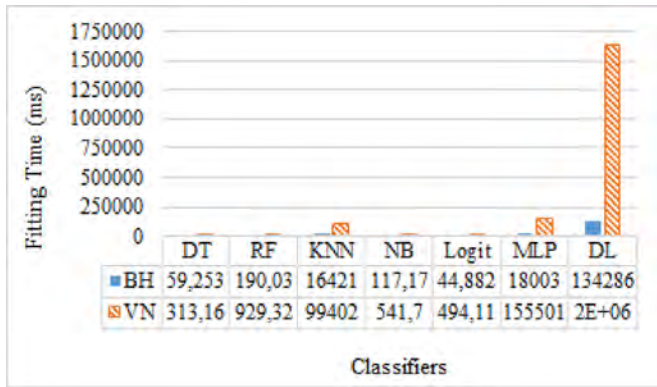 Fitting Time (ms)
1750000
1500000
1250000
1000000
750000
500000
250000
0
DT RF KNN NB Logit MLP DL
BH 59,253 190,03 16421 117,17 44,882 18003 134286
VN 313,16 929,32 99402 541,7 494,11 155501 2E+06
Classifiers